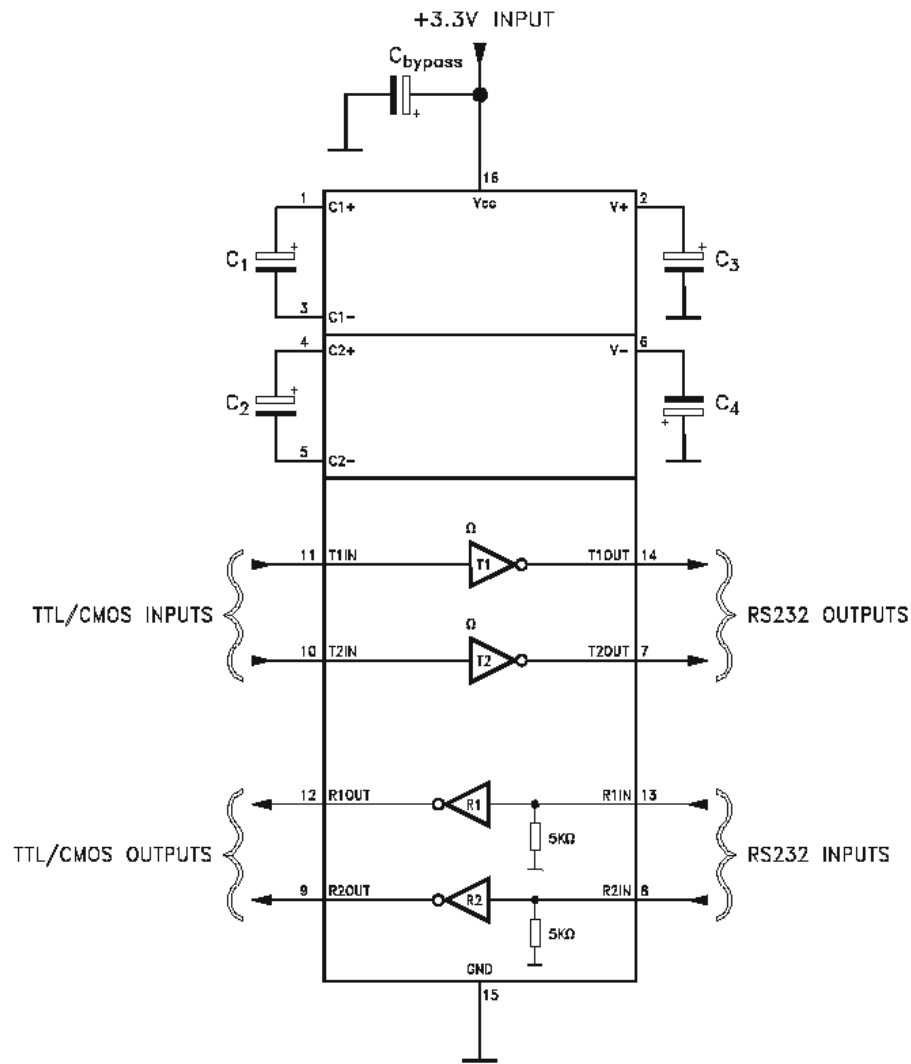 +3.3V INPUT
Cbypass
+
16
Vcc
1
C1+
V+
2
C1
+
+
C3
3
C1-
4
C2+
V-
6
C2
+
+
C4
5
C2-
Ω
11
T1IN
T1
T1OUT
14
TTL/CMOS INPUTS
RS232 OUTPUTS
Ω
10
T2IN
T2
T2OUT
7
12
R1OUT
R1
R1IN
13
5KΩ
TTL/CMOS OUTPUTS
RS232 INPUTS
9
R2OUT
R2
R2IN
5KΩ
GND
15